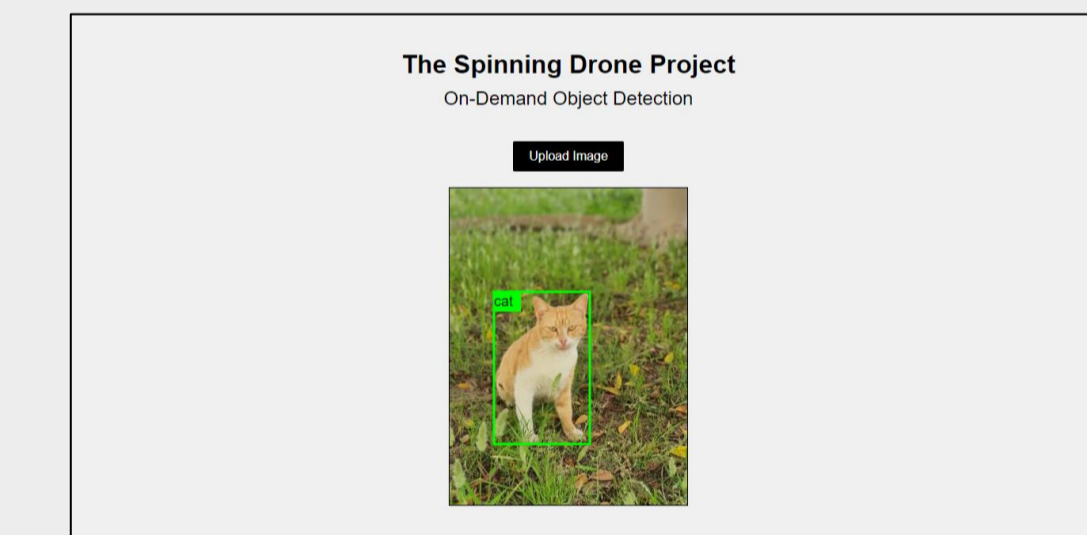 The Spinning Drone Project
On-Demand Object Detection
Upload Image
cat